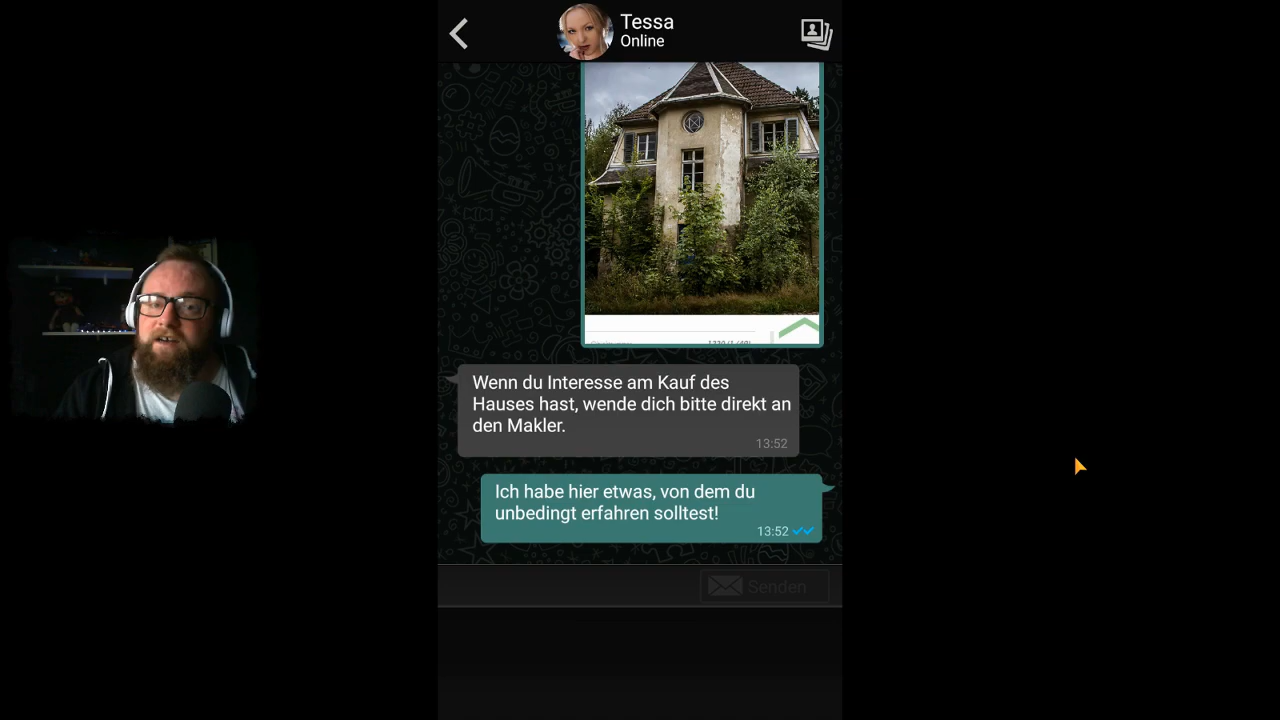 Tessa
Online
Wenn du Interesse am Kauf des
Hauses hast, wende dich bitte direkt an
den Makler.
13:52
Ich habe hier etwas, von dem du
unbedingt erfahren solltest!
13:52
Senden